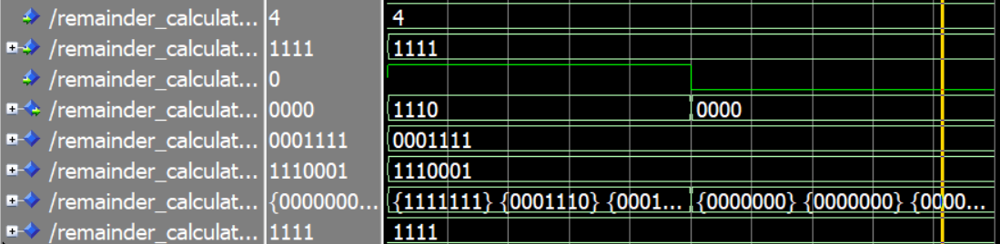 /remainder_calculat... 4 4
/remainder_calculat... 1111 1111
/remainder_calculat... 0
/remainder_calculat... 0000 1110 0000
/remainder_calculat... 0001111 0001111
/remainder_calculat... 1110001 1110001
/remainder_calculat... {0000000... {1111111} {0001110} {0001... {0000000} {0000000} {0000...
/remainder_calculat... 1111 1111